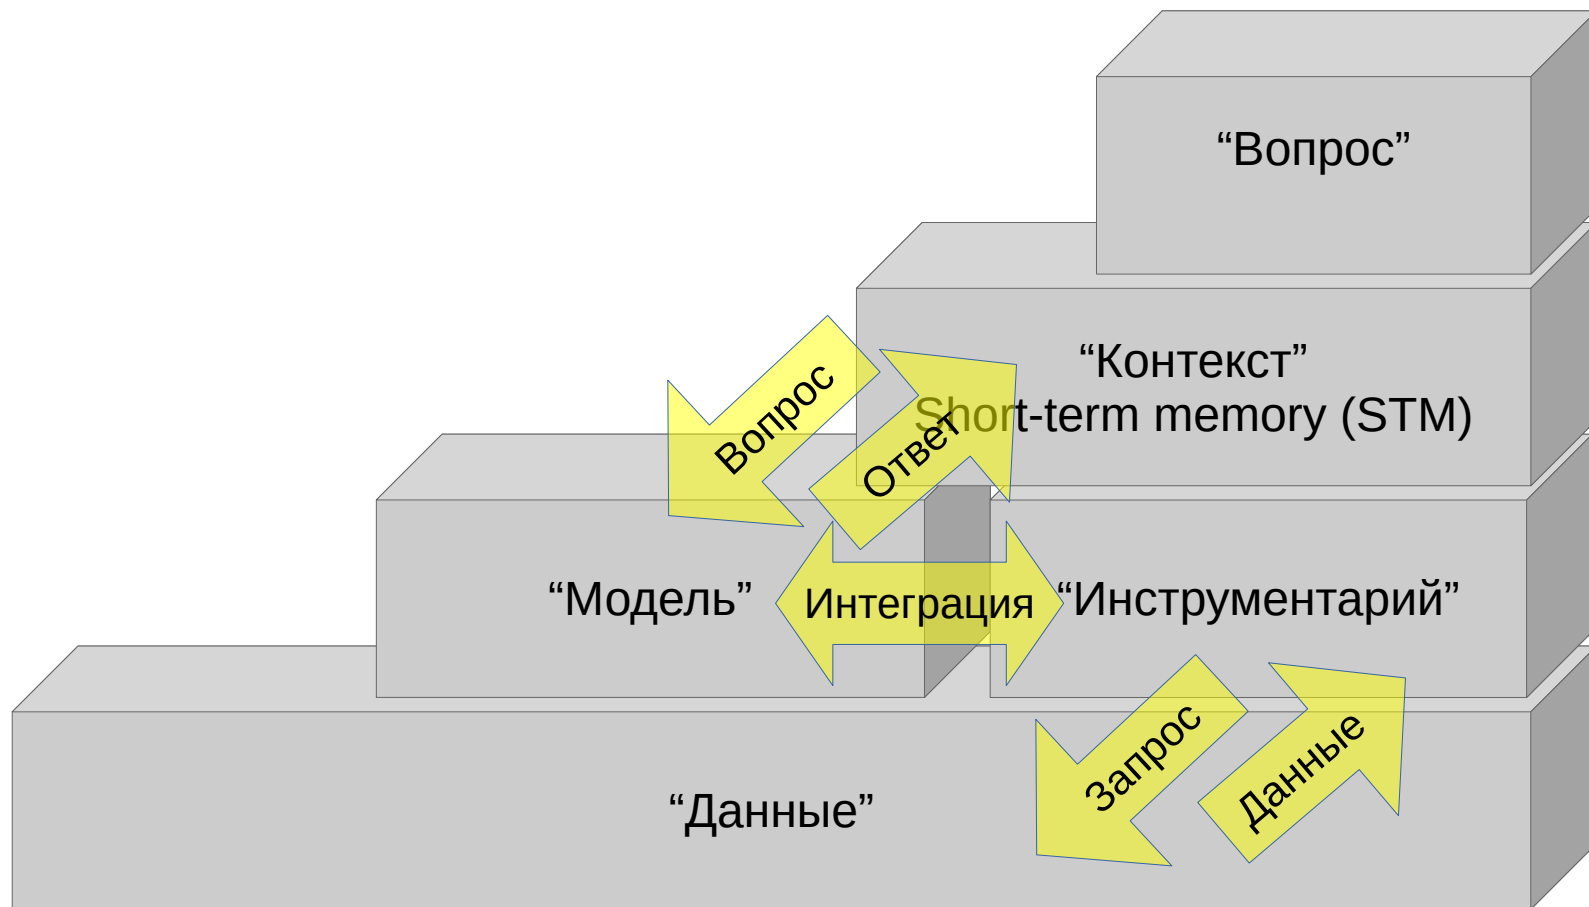 “Вопрос”
“Контекст”
Short-term memory (STM)
Вопрос
Ответ
“Модель”
Интеграция
“Инструментарий”
Запрос
Данные
“Данные”